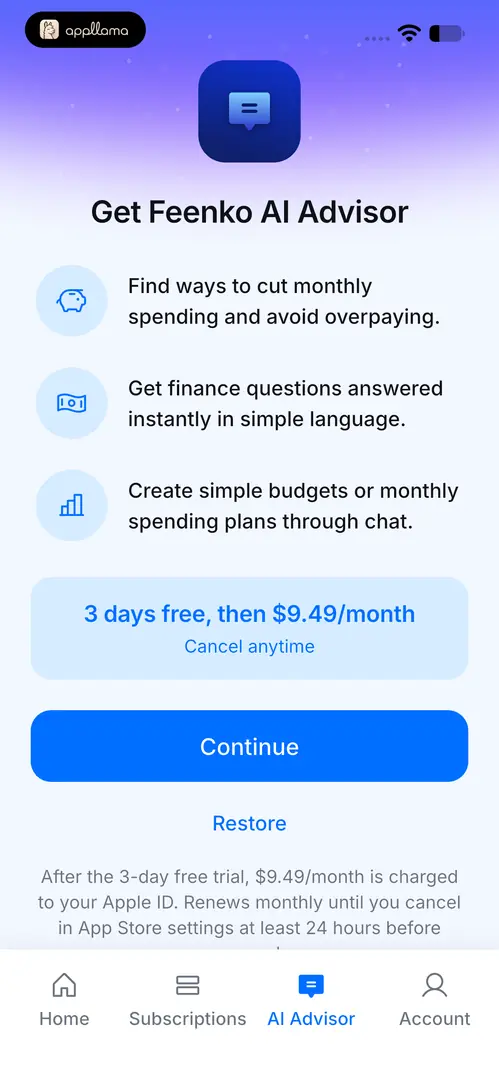 appllama
Get Feenko AI Advisor
Find ways to cut monthly
spending and avoid overpaying.
Get finance questions answered
instantly in simple language.
Create simple budgets or monthly
spending plans through chat.
3 days free, then $9.49/month
Cancel anytime
Continue
Restore
After the 3-day free trial, $9.49/month is charged
to your Apple ID. Renews monthly until you cancel
in App Store settings at least 24 hours before
Home
Subscriptions
AI Advisor
Account